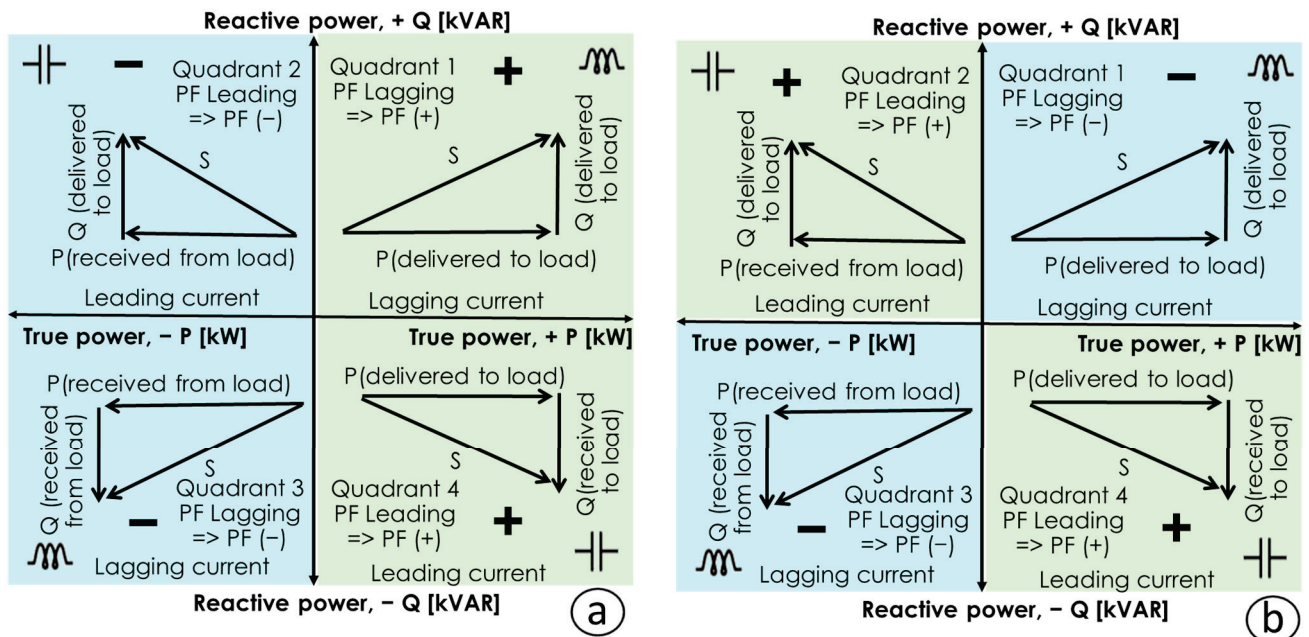 Reactive power, + Q [kVAR]
−
Quadrant 2
PF Leading
=> PF (−)
Q (delivered
to load)
S
P(received from load)
Leading current
Quadrant 1
PF Lagging
=> PF (+)
+
S
Q (delivered
to load)
P(delivered to load)
Lagging current
True power, − P [kW]
True power, + P [kW]
P(received from load)
Q (received
from load)
S
−
Quadrant 3
PF Lagging
=> PF (−)
Lagging current
P(delivered to load)
S
Q(received
to load)
Quadrant 4
PF Leading
=> PF (+)
+
Leading current
Reactive power, − Q [kVAR]
a
Reactive power, + Q [kVAR]
+
Quadrant 2
PF Leading
=> PF (+)
Q (delivered
to load)
S
P(received from load)
Leading current
Quadrant 1
PF Lagging
=> PF (−)
−
S
Q (delivered
to load)
P(delivered to load)
Lagging current
True power, − P [kW]
True power, + P [kW]
P(received from load)
Q (received
from load)
S
−
Quadrant 3
PF Lagging
=> PF (−)
Lagging current
P(delivered to load)
S
Q(received
to load)
Quadrant 4
PF Leading
=> PF (+)
+
Leading current
Reactive power, − Q [kVAR]
b